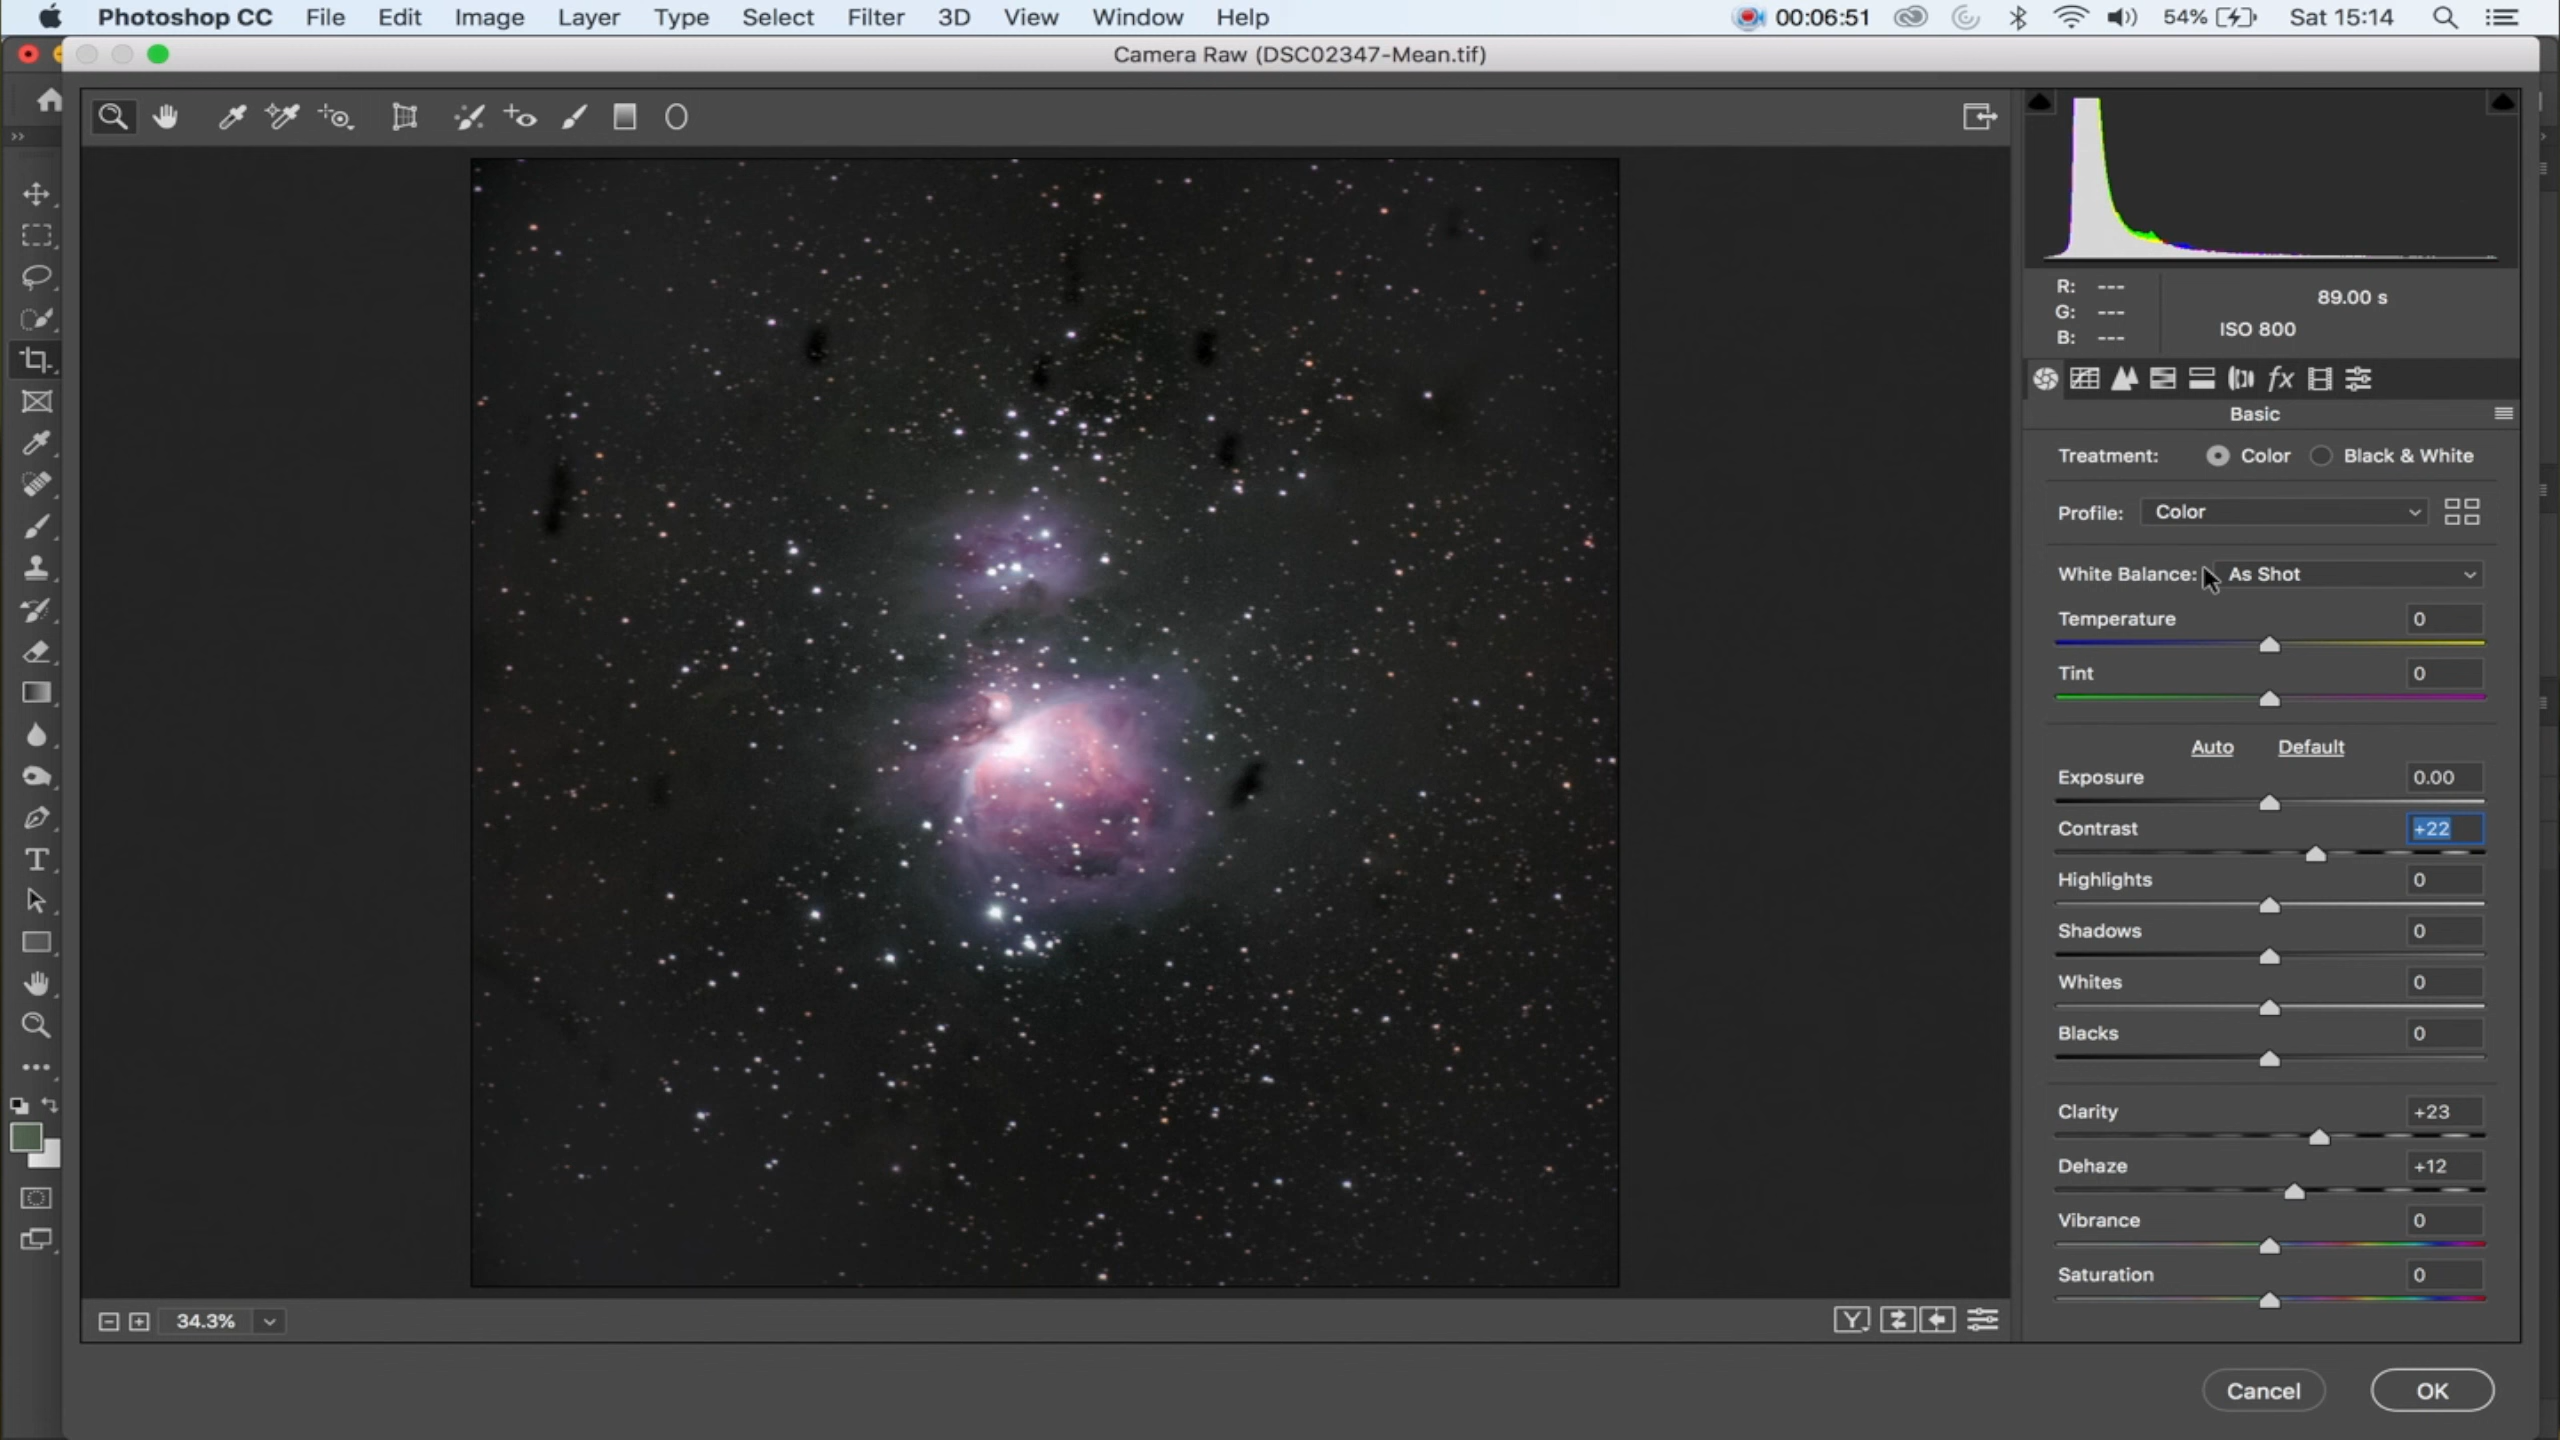 Photoshop CC File Edit Image Layer Type Select Filter 3D View Window Help 00:06:51 54% Sat 15:14
Camera Raw (DSC02347-Mean.tif)
R: ---
G: ---
B: ---
89.00 s
ISO 800
fx
Basic
Treatment: Color Black & White
Profile: Color
White Balance: As Shot
Temperature 0
Tint 0
Auto Default
Exposure 0.00
Contrast +22
Highlights 0
Shadows 0
Whites 0
Blacks 0
Clarity +23
Dehaze +12
Vibrance 0
Saturation 0
34.3%
Y
Cancel OK